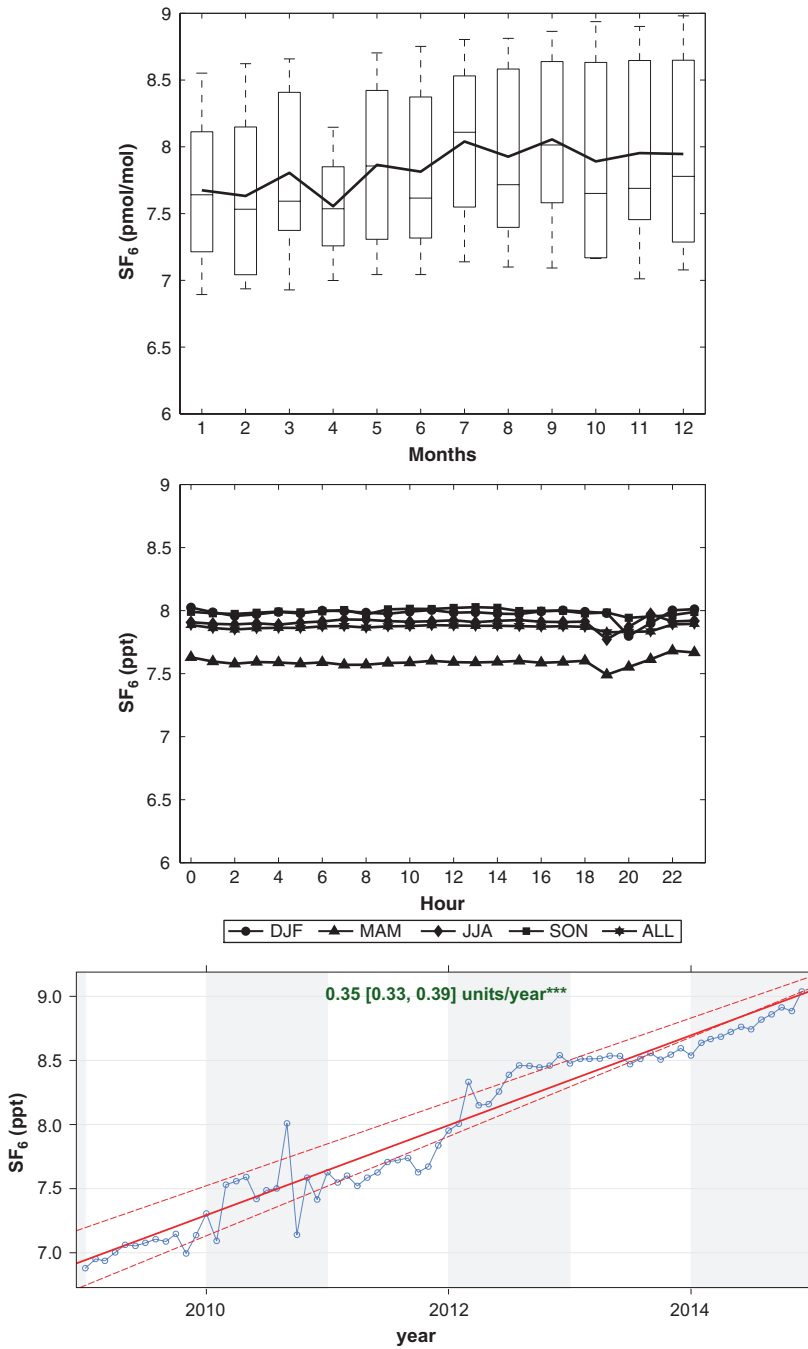 9
8.5
8
7.5
7
6.5
6
SF6 (pmol/mol)
1 2 3 4 5 6 7 8 9 10 11 12
Months
9
8.5
8
7.5
7
6.5
6
SF6 (ppt)
0 2 4 6 8 10 12 14 16 18 20 22
Hour
DJF MAM JJA SON ALL
0.35 [0.33, 0.39] units/year***
9.0
8.5
8.0
7.5
7.0
SF6 (ppt)
2010 2012 2014
year